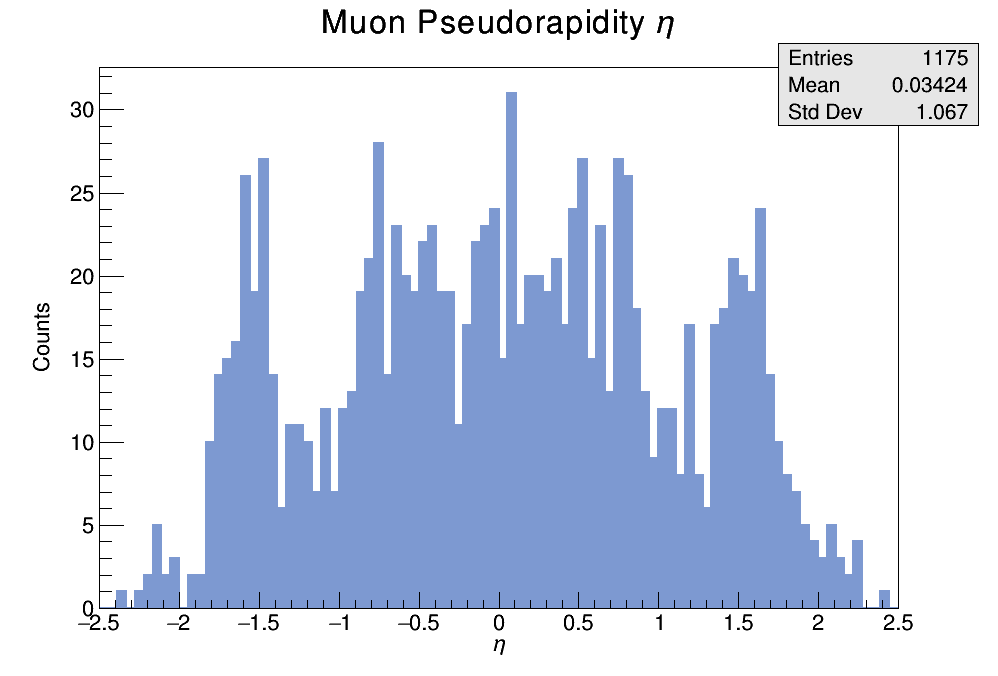 Muon Pseudorapidity η
Entries 1175
Mean 0.03424
Std Dev 1.067
30
25
20
15
10
5
0
Counts
−2.5 −2 −1.5 −1 −0.5 0 0.5 1 1.5 2 2.5
η